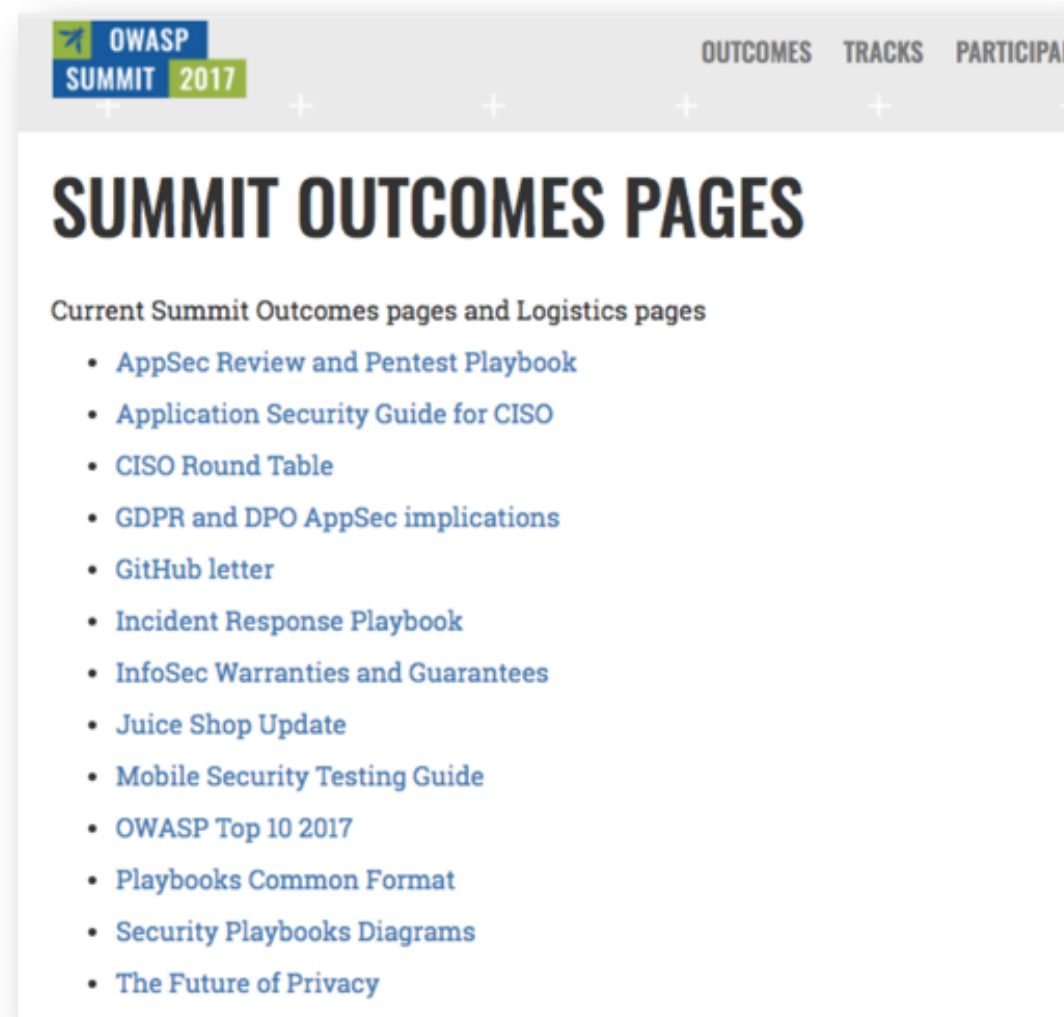 OWASP
SUMMIT 2017
OUTCOMES TRACKS
SUMMIT OUTCOMES PAGES
Current Summit Outcomes pages and Logistics pages
• AppSec Review and Pentest Playbook
• Application Security Guide for CISO
• CISO Round Table
• GDPR and DPO AppSec implications
• GitHub letter
• Incident Response Playbook
• InfoSec Warranties and Guarantees
• Juice Shop Update
• Mobile Security Testing Guide
• OWASP Top 10 2017
• Playbooks Common Format
• Security Playbooks Diagrams
• The Future of Privacy